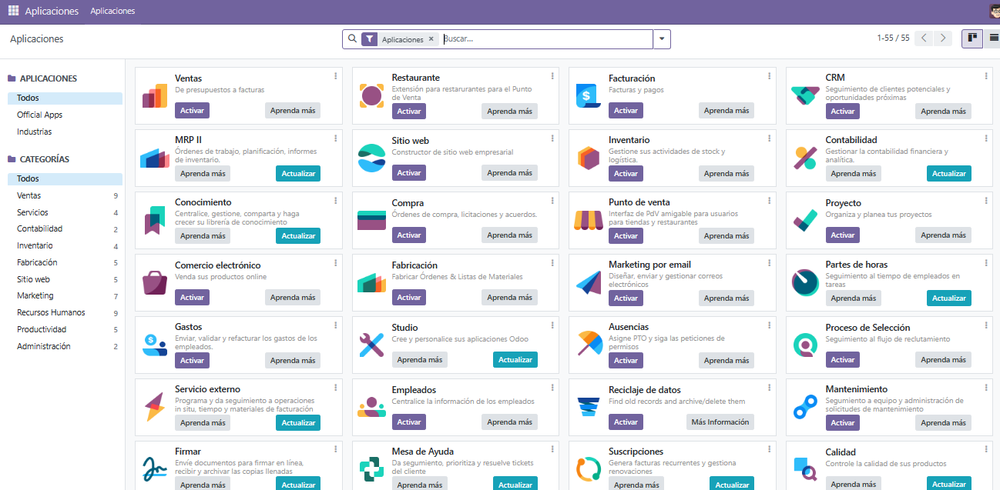 Aplicaciones Aplicaciones
Aplicaciones
Aplicaciones × Buscar...
1-55 / 55
APLICACIONES
Todos
Official Apps
Industrias
CATEGORÍAS
Todos
Ventas 9
Servicios 4
Contabilidad 2
Inventario 4
Fabricación 5
Sitio web 5
Marketing 7
Recursos Humanos 9
Productividad 5
Administración 2
Ventas
De presupuestos a facturas
Activar Aprenda más
Restaurante
Extensión para restarurantes para el Punto
de Venta
Activar Aprenda más
Facturación
Facturas y pagos
Activar Aprenda más
CRM
Seguimiento de clientes potenciales y
oportunidades próximas
Activar Aprenda más
MRP II
Órdenes de trabajo, planificación, informes
de inventario.
Aprenda más Actualizar
Sitio web
Constructor de sitio web empresarial
Activar Aprenda más
Inventario
Gestione sus actividades de stock y
logística.
Activar Aprenda más
Contabilidad
Gestionar la contabilidad financiera y
analítica.
Aprenda más Actualizar
Conocimiento
Centralice, gestione, comparta y haga
crecer su librería de conocimiento
Aprenda más Actualizar
Compra
Órdenes de compra, licitaciones y acuerdos.
Activar Aprenda más
Punto de venta
Interfaz de PdV amigable para usuarios
para tiendas y restaurantes
Activar Aprenda más
Proyecto
Organiza y planea tus proyectos
Activar Aprenda más
Comercio electrónico
Venda sus productos online
Activar Aprenda más
Fabricación
Fabricar Órdenes & Listas de Materiales
Activar Aprenda más
Marketing por email
Diseñar, enviar y gestionar correos
electrónicos
Activar Aprenda más
Partes de horas
Seguimiento al tiempo de empleados en
tareas
Aprenda más Actualizar
Gastos
Enviar, validar y refacturar los gastos de los
empleados.
Activar Aprenda más
Studio
Cree y personalice sus aplicaciones Odoo
Aprenda más Actualizar
Ausencias
Asigne PTO y siga las peticiones de
permisos
Activar Aprenda más
Proceso de Selección
Seguimiento al flujo de reclutamiento
Activar Aprenda más
Servicio externo
Programa y da seguimiento a operaciones
in situ, tiempo y materiales de facturación
Aprenda más Actualizar
Empleados
Centralice la información de los empleados
Activar Aprenda más
Reciclaje de datos
Find old records and archive/delete them
Activar Más Información
Mantenimiento
Segumiento a equipo y administración de
solicitudes de mantenimiento
Activar Aprenda más
Firmar
Envíe documentos para firmar en línea,
recibir y archivar las copias llenadas
Aprenda más Actualizar
Mesa de Ayuda
Da segumiento, prioritiza y resuelve tickets
del cliente
Aprenda más Actualizar
Suscripciones
Genera facturas recurrentes y gestiona
renovaciones
Aprenda más Actualizar
Calidad
Controle la calidad de sus productos
Aprenda más Actualizar